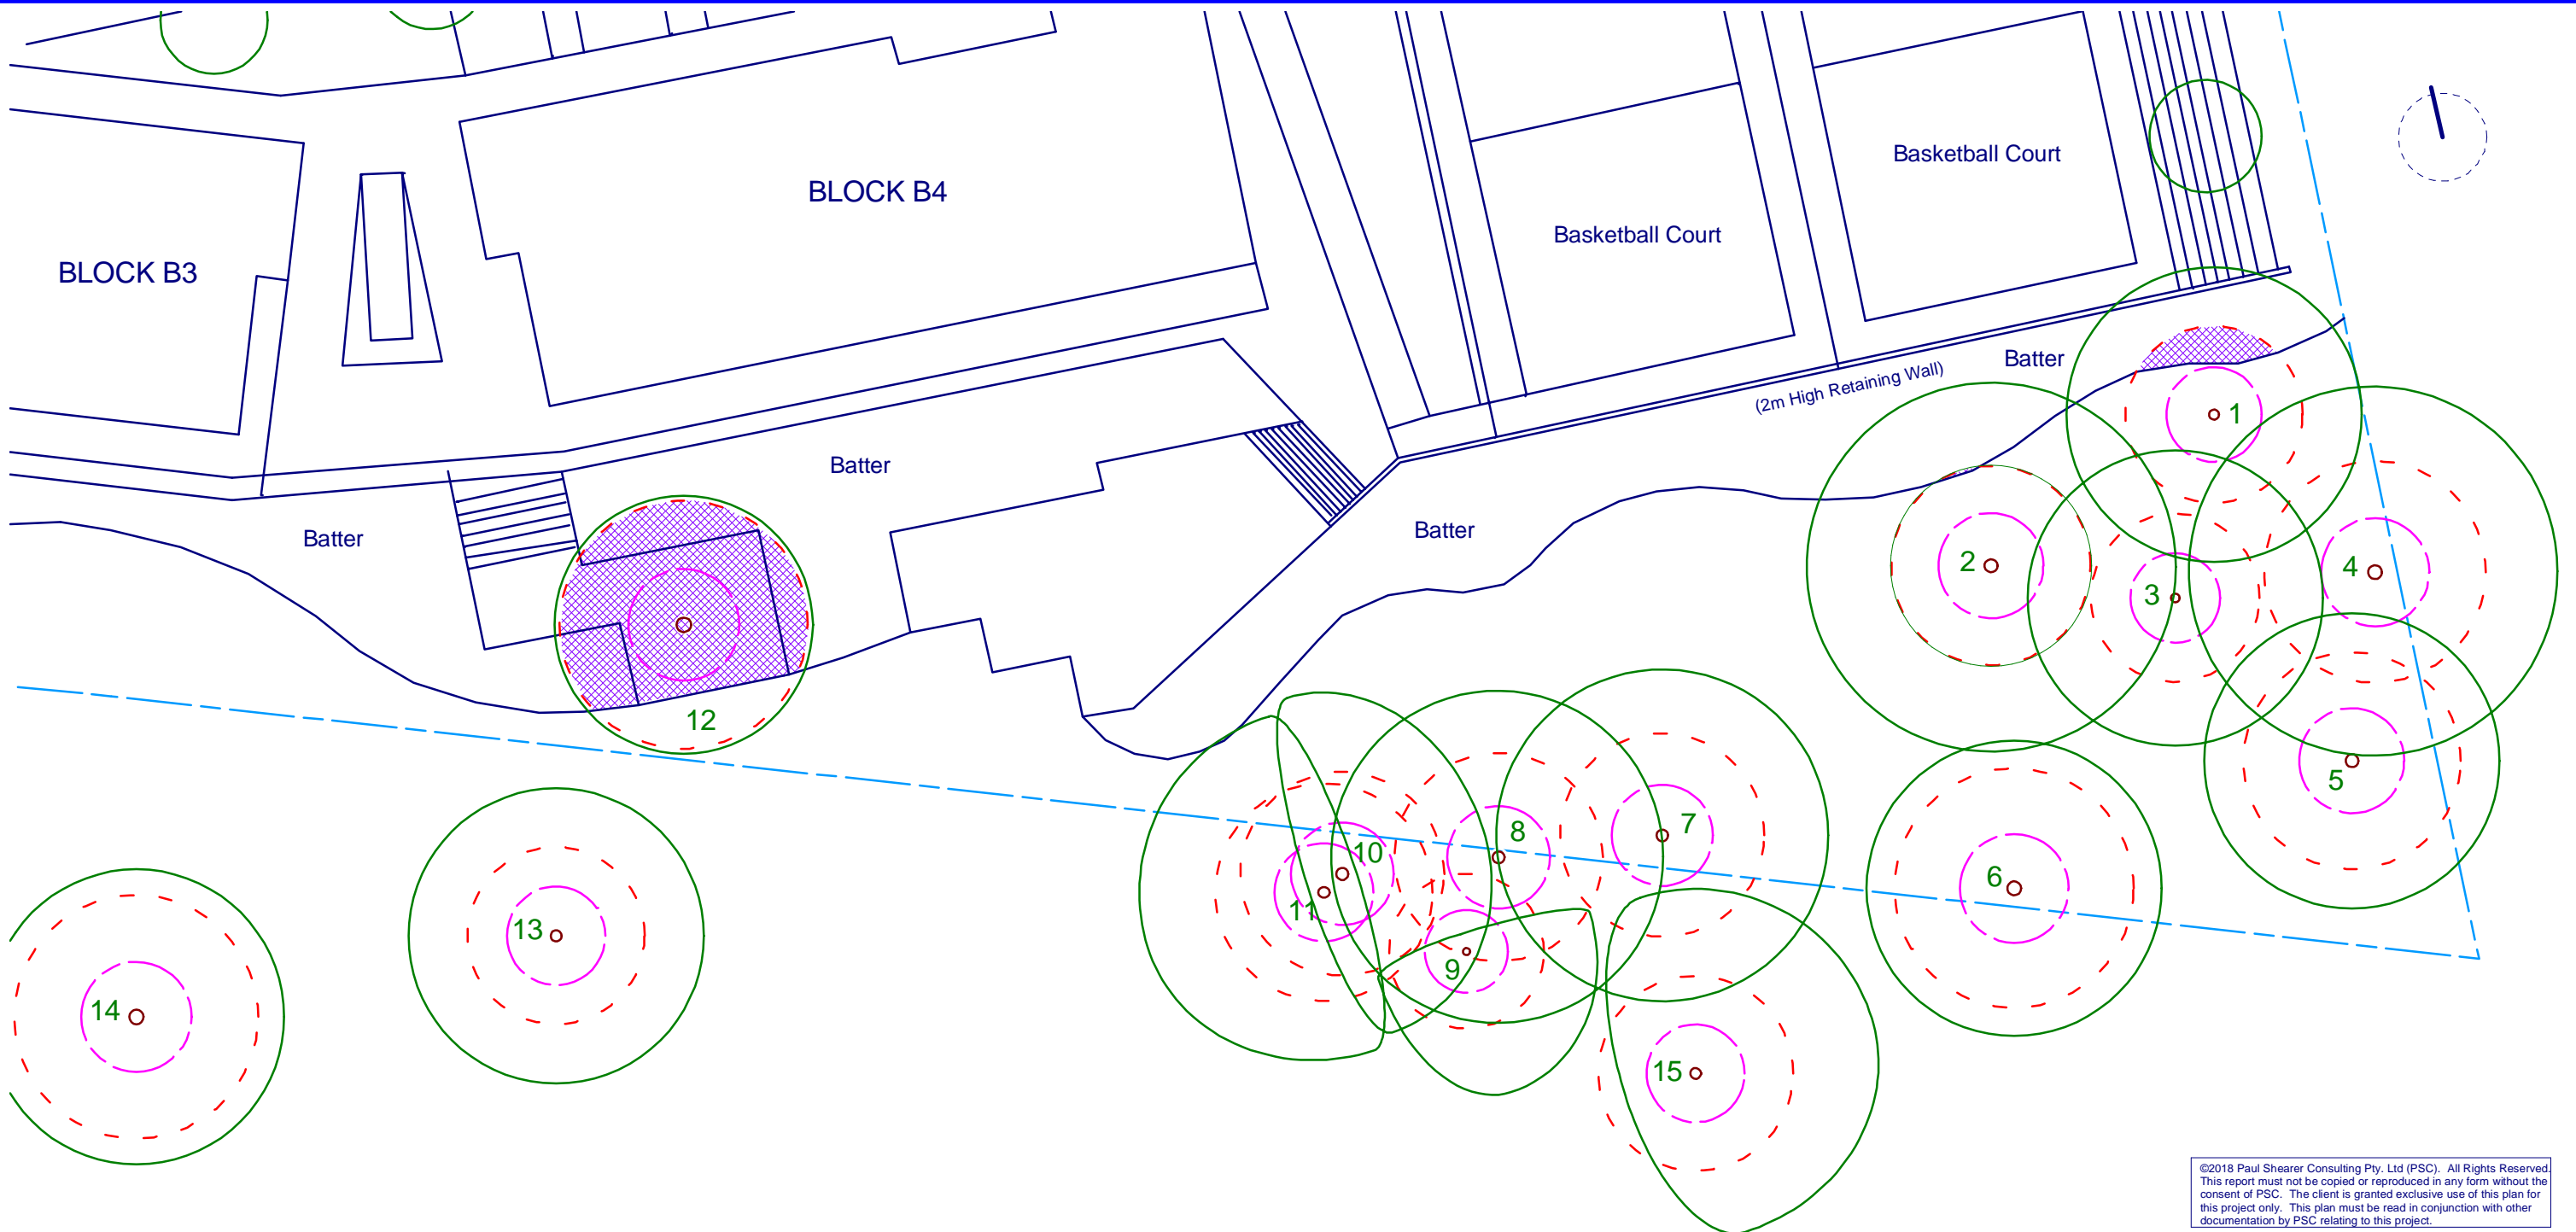 BLOCK B3
BLOCK B4
Basketball Court
Basketball Court
(2m High Retaining Wall)
Batter
Batter
Batter
Batter
1
2
3
4
5
6
7
8
9
10
11
12
13
14
15
©2018 Paul Shearer Consulting Pty. Ltd (PSC). All Rights Reserved.
This report must not be copied or reproduced in any form without the
consent of PSC. The client is granted exclusive use of this plan for
this project only. This plan must be read in conjunction with other
documentation by PSC relating to this project.